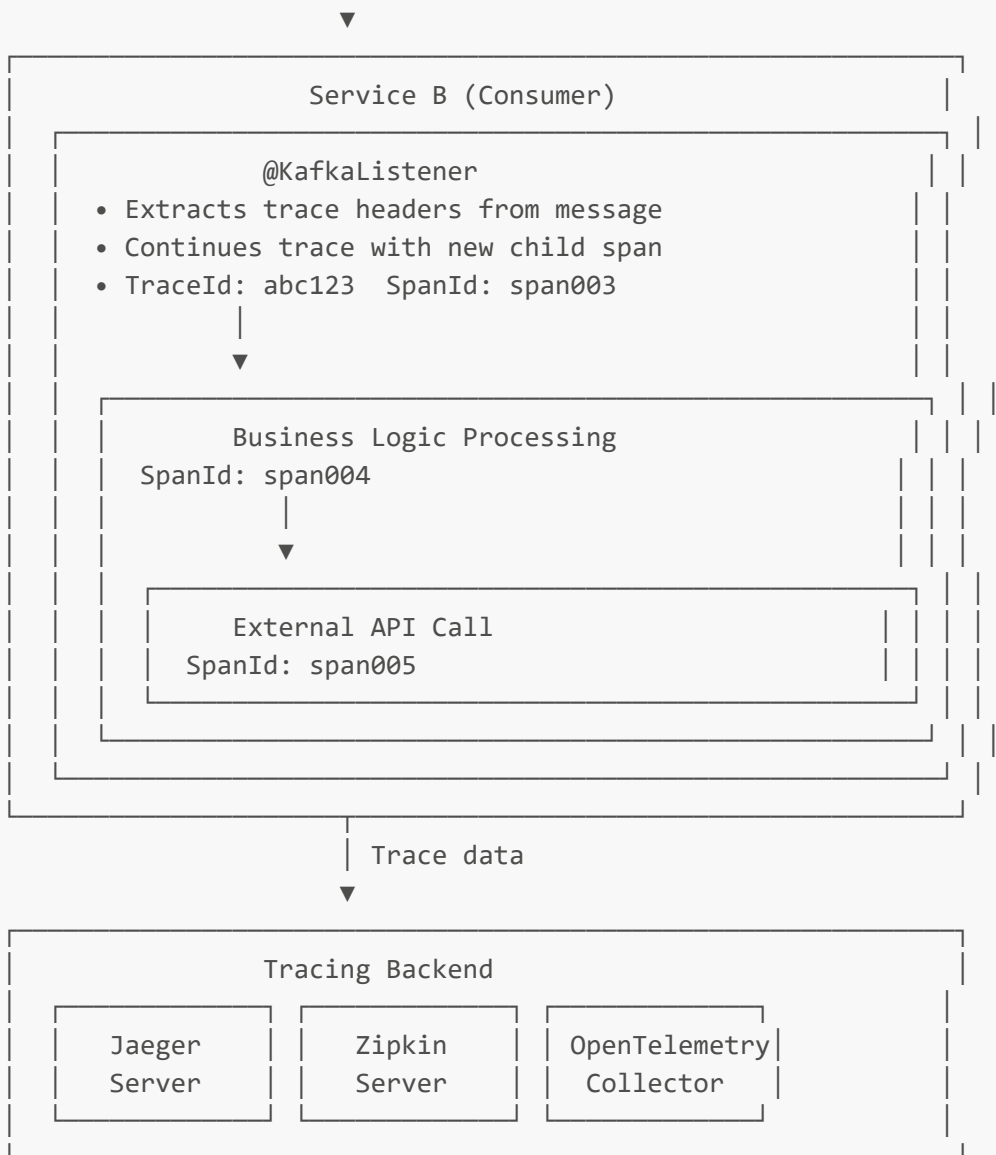 Service B (Consumer)
@KafkaListener
• Extracts trace headers from message
• Continues trace with new child span
• TraceId: abc123  SpanId: span003
Business Logic Processing
SpanId: span004
External API Call
SpanId: span005
Trace data
Tracing Backend
Jaeger Zipkin OpenTelemetry
Server Server Collector